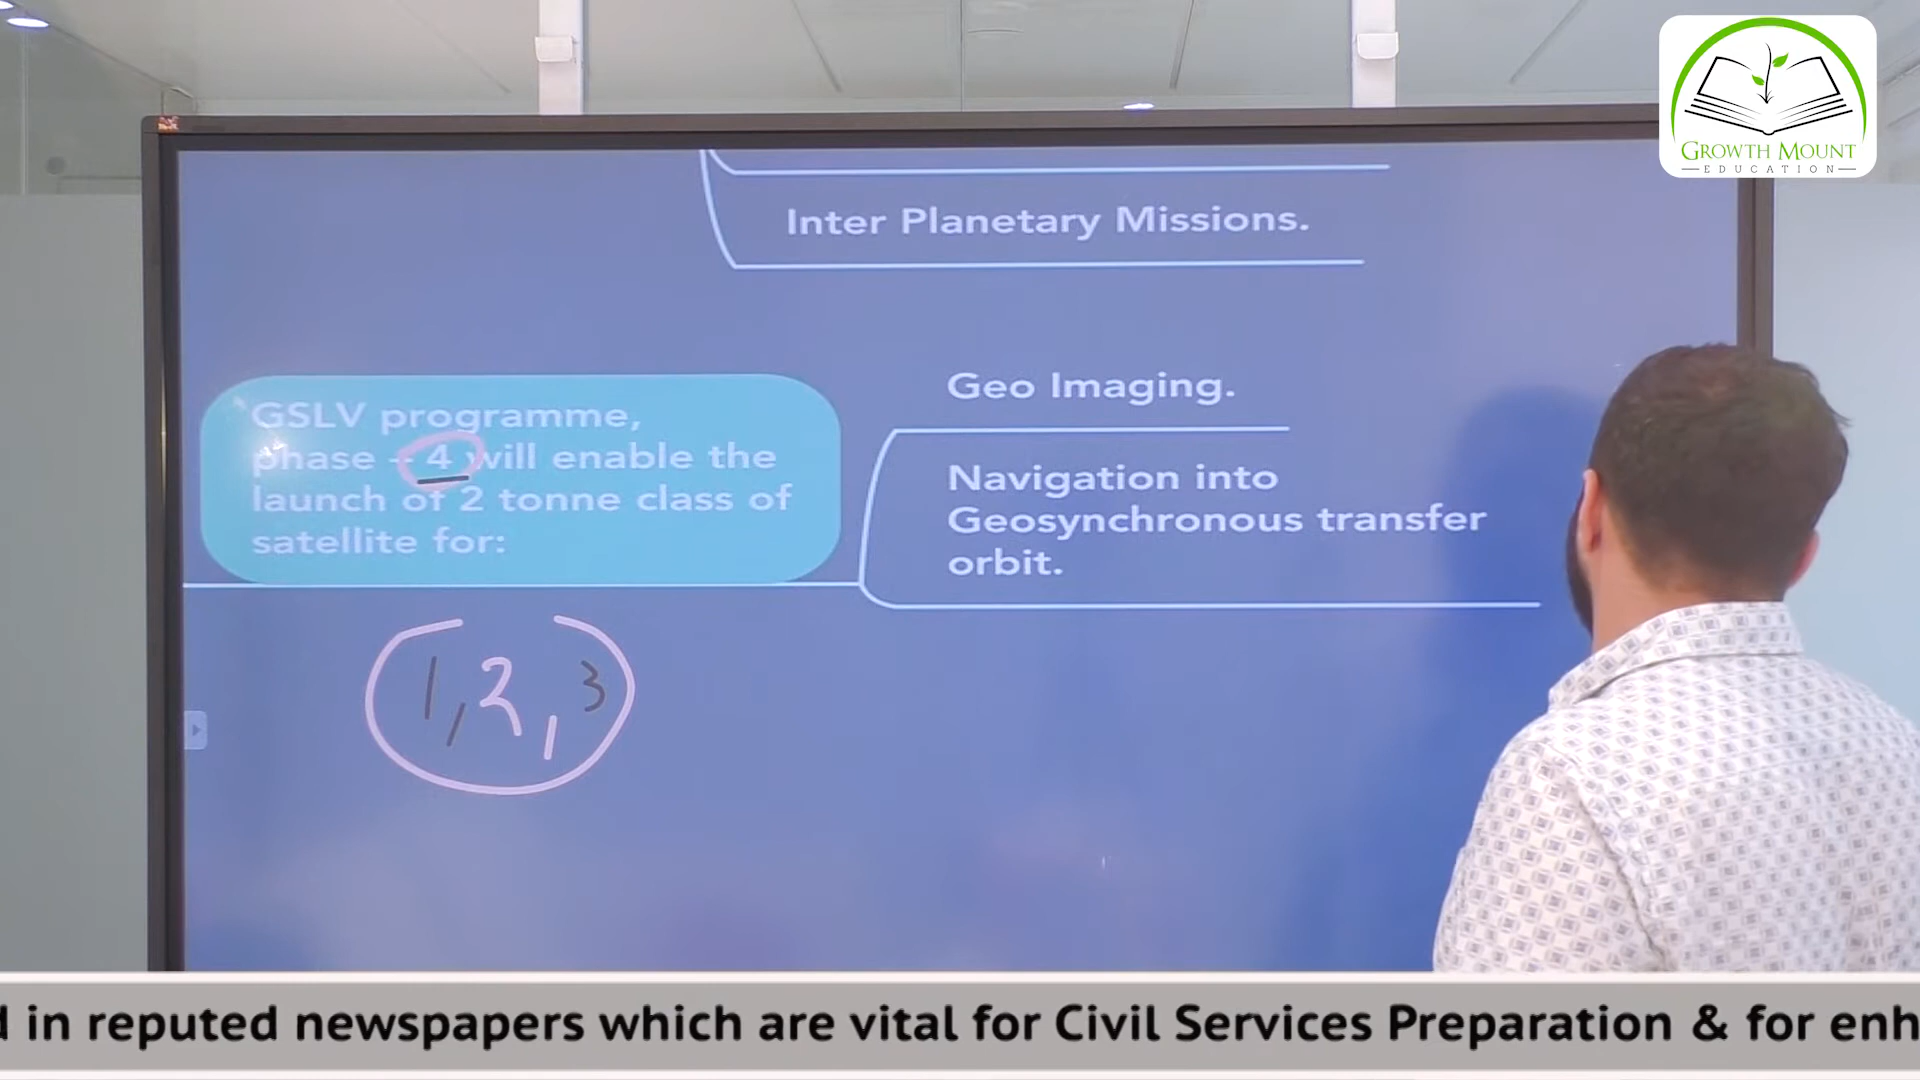 GROWTH MOUNT
EDUCATION
Inter Planetary Missions.
GSLV programme,
phase - 4 will enable the
launch of 2 tonne class of
satellite for:
Geo Imaging.
Navigation into
Geosynchronous transfer
orbit.
1, 2, 3
in reputed newspapers which are vital for Civil Services Preparation & for